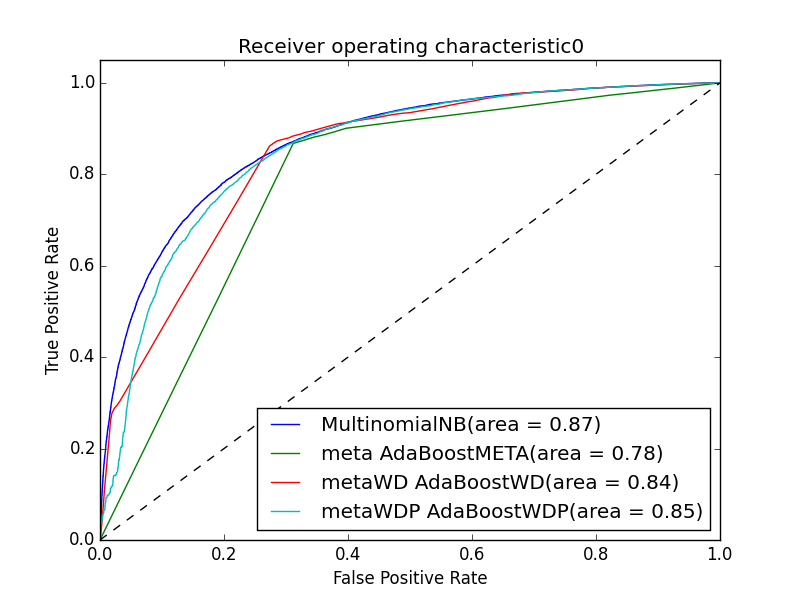 Receiver operating characteristic0
True Positive Rate
1.0
0.8
0.6
0.4
0.2
0.0
MultinomialNB(area = 0.87)
meta AdaBoostMETA(area = 0.78)
metaWD AdaBoostWD(area = 0.84)
metaWDP AdaBoostWDP(area = 0.85)
0.0 0.2 0.4 0.6 0.8 1.0
False Positive Rate